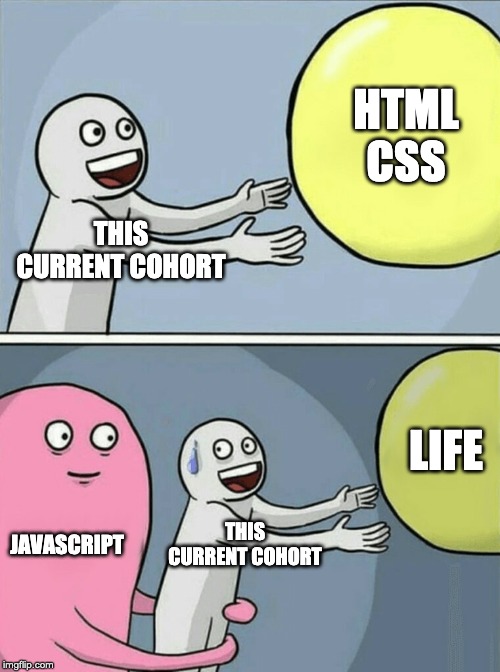 HTML
CSS
THIS
CURRENT COHORT
LIFE
JAVASCRIPT
THIS
CURRENT COHORT
imgflip.com